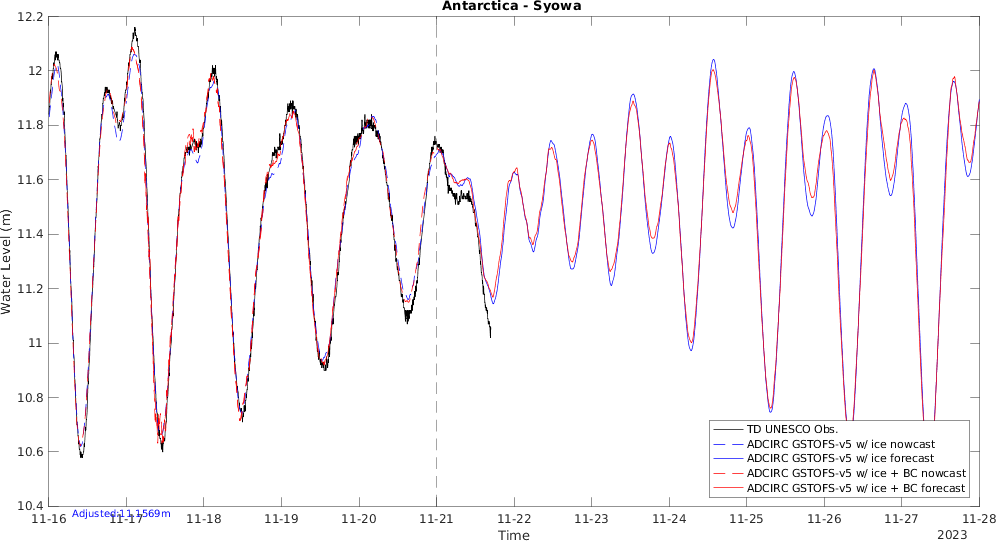 Antarctica - Syowa
12.2
12
11.8
11.6
11.4
11.2
11
10.8
10.6
10.4
Water Level (m)
TD UNESCO Obs.
ADCIRC GSTOFS-v5 w/ ice nowcast
ADCIRC GSTOFS-v5 w/ ice forecast
ADCIRC GSTOFS-v5 w/ ice + BC nowcast
ADCIRC GSTOFS-v5 w/ ice + BC forecast
11-16 11-17 11-18 11-19 11-20 11-21 11-22 11-23 11-24 11-25 11-26 11-27 11-28
Adjusted:11.1569m
Time
2023